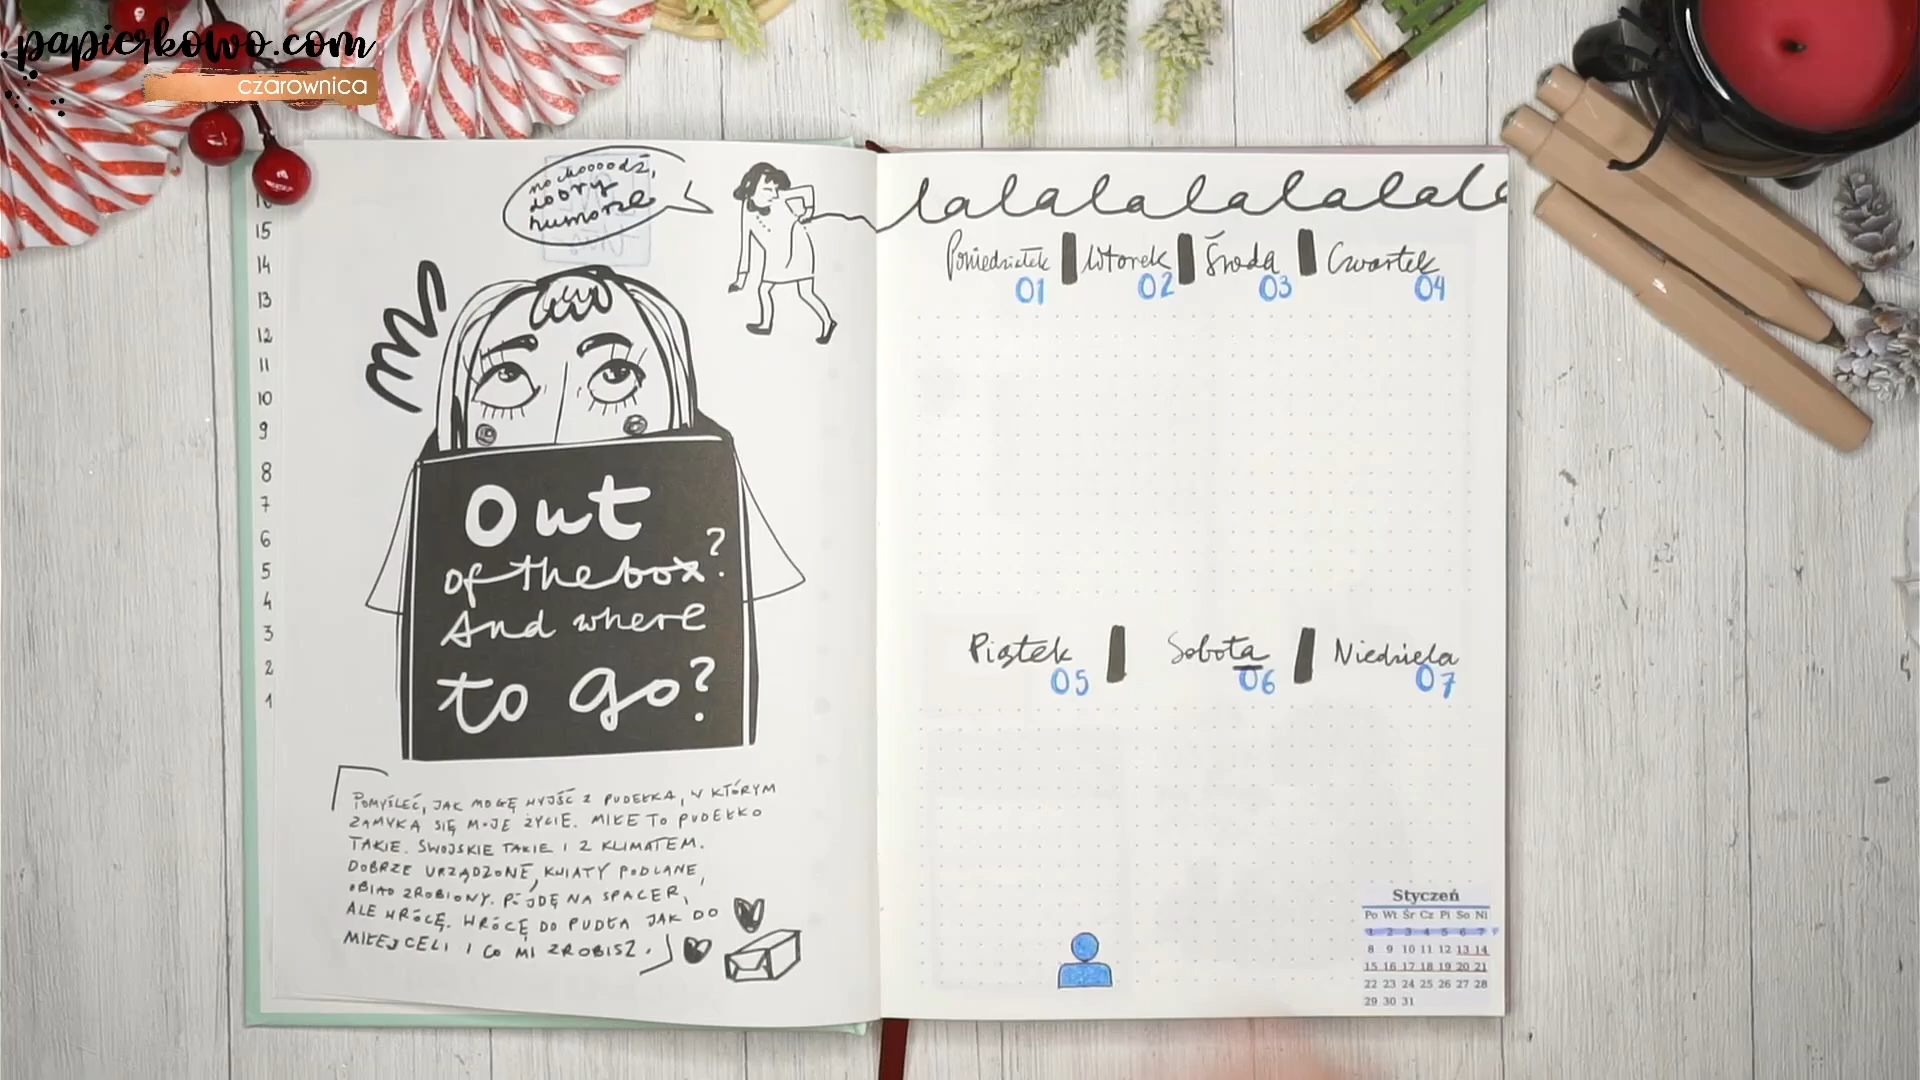 papierkowo.com
czarownica
15
14
13
12
11
10
9
8
7
6
5
4
3
2
1
no choooodź,
dobry
humorze
Out
of the box?
And where
to go?
POMYŚLEĆ, JAK MOGĘ WYJŚĆ Z PUDEŁKA, W KTÓRYM
ZAMYKA SIĘ MOJE ŻYCIE. MIŁE TO PUDEŁKO
TAKIE. SWOJSKIE TAKIE I Z KLIMATEM.
DOBRZE URZĄDZONE, KWIATY PODLANE,
OBIAD ZROBIONY. PÓJDĘ NA SPACER,
ALE WRÓCĘ. WRÓCĘ DO PUDŁA JAK DO
MIŁEJ CELI I CO MI ZROBISZ.
lalalalalalala
Poniedziałek Wtorek Środa Czwartek
01 02 03 04
Piątek Sobota Niedziela
05 06 07
Styczeń
Po Wt Śr Cz Pi So Ni
1 2 3 4 5 6 7
8 9 10 11 12 13 14
15 16 17 18 19 20 21
22 23 24 25 26 27 28
29 30 31